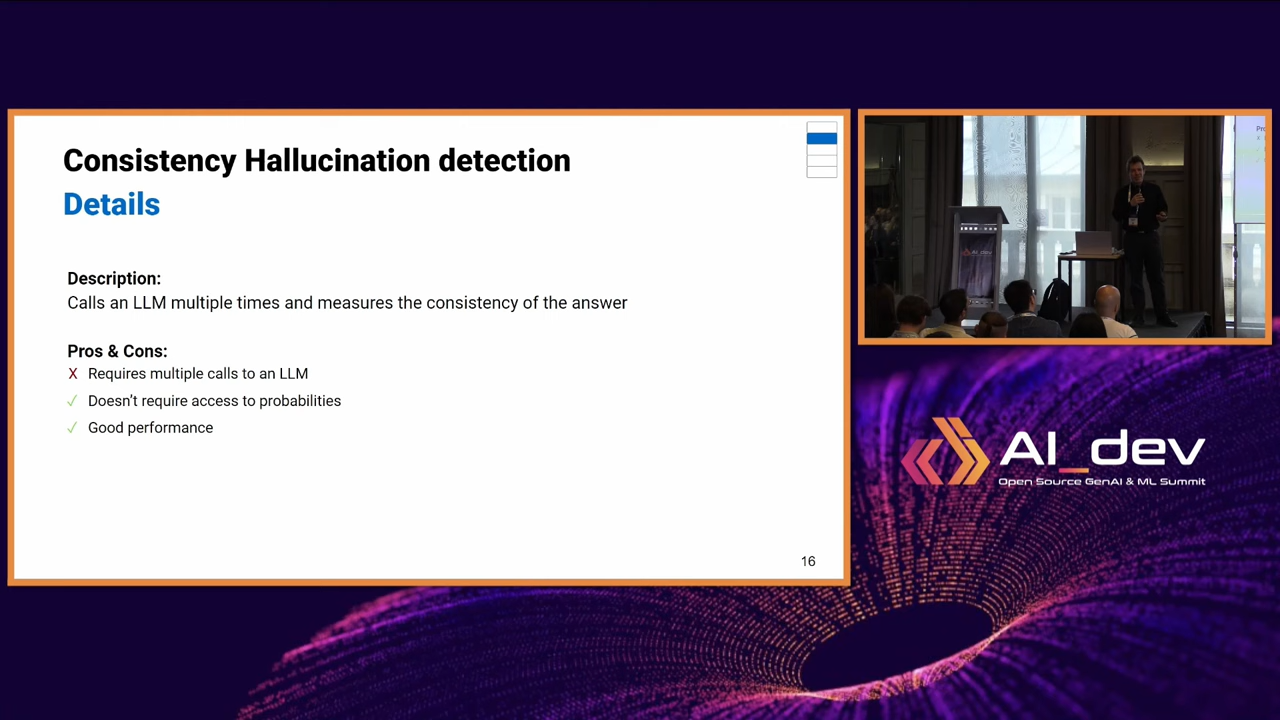 Consistency Hallucination detection
Details
Description:
Calls an LLM multiple times and measures the consistency of the answer
Pros & Cons:
X Requires multiple calls to an LLM
✓ Doesn't require access to probabilities
✓ Good performance
16
AI_dev
Open Source GenAI & ML Summit